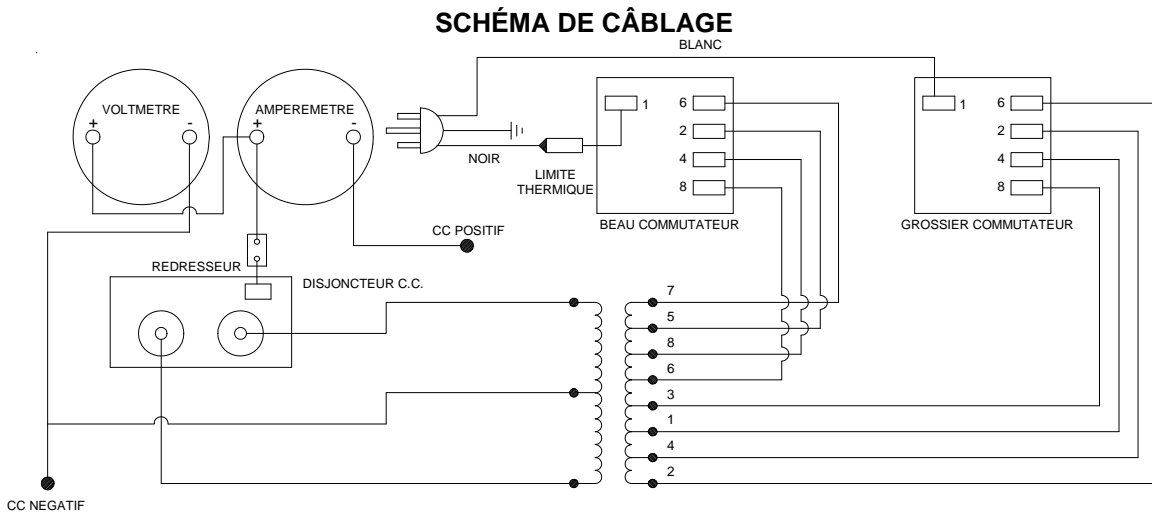 SCHÉMA DE CÂBLAGE
BLANC
VOLTMETRE
+ -
AMPEREMETRE
+ -
NOIR
LIMITE
THERMIQUE
1 6
2
4
8
BEAU COMMUTATEUR
1 6
2
4
8
GROSSIER COMMUTATEUR
CC POSITIF
REDRESSEUR
DISJONCTEUR C.C.
7
5
8
6
3
1
4
2
CC NEGATIF